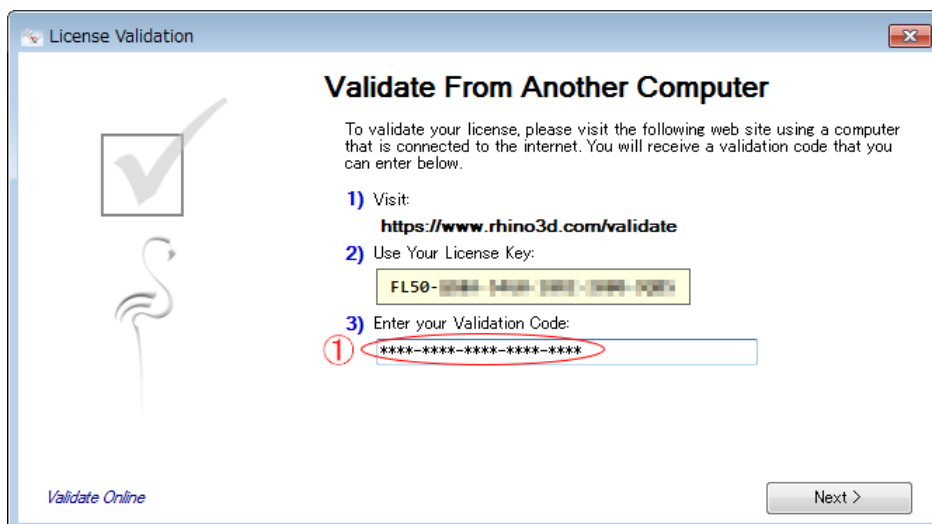 License Validation
Validate From Another Computer
To validate your license, please visit the following web site using a computer
that is connected to the internet. You will receive a validation code that you
can enter below.
1) Visit:
https://www.rhino3d.com/validate
2) Use Your License Key:
FL50-
3) Enter your Validation Code:
① ****-****-****-****-****
Validate Online
Next >